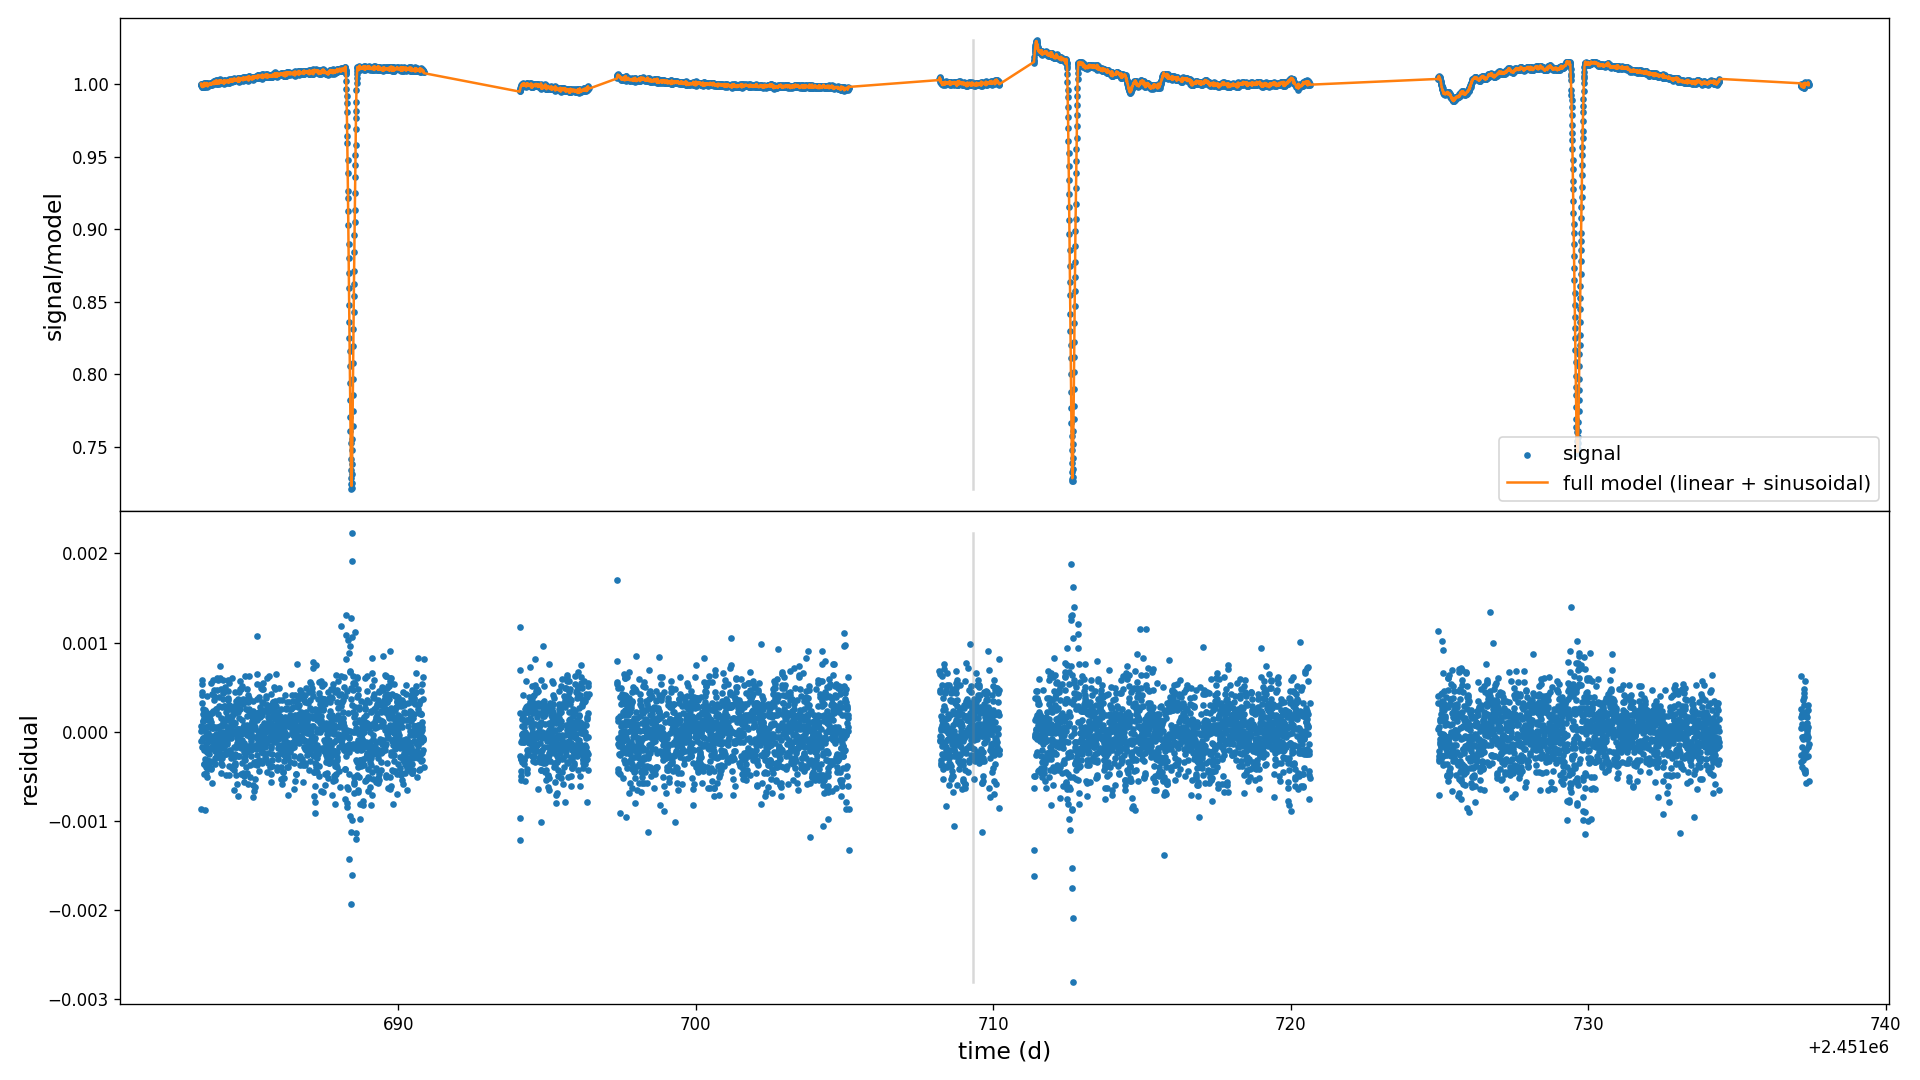 signal/model
1.00
0.95
0.90
0.85
0.80
0.75
signal
full model (linear + sinusoidal)
residual
0.002
0.001
0.000
−0.001
−0.002
−0.003
690 700 710 720 730 740
time (d)
+2.451e6